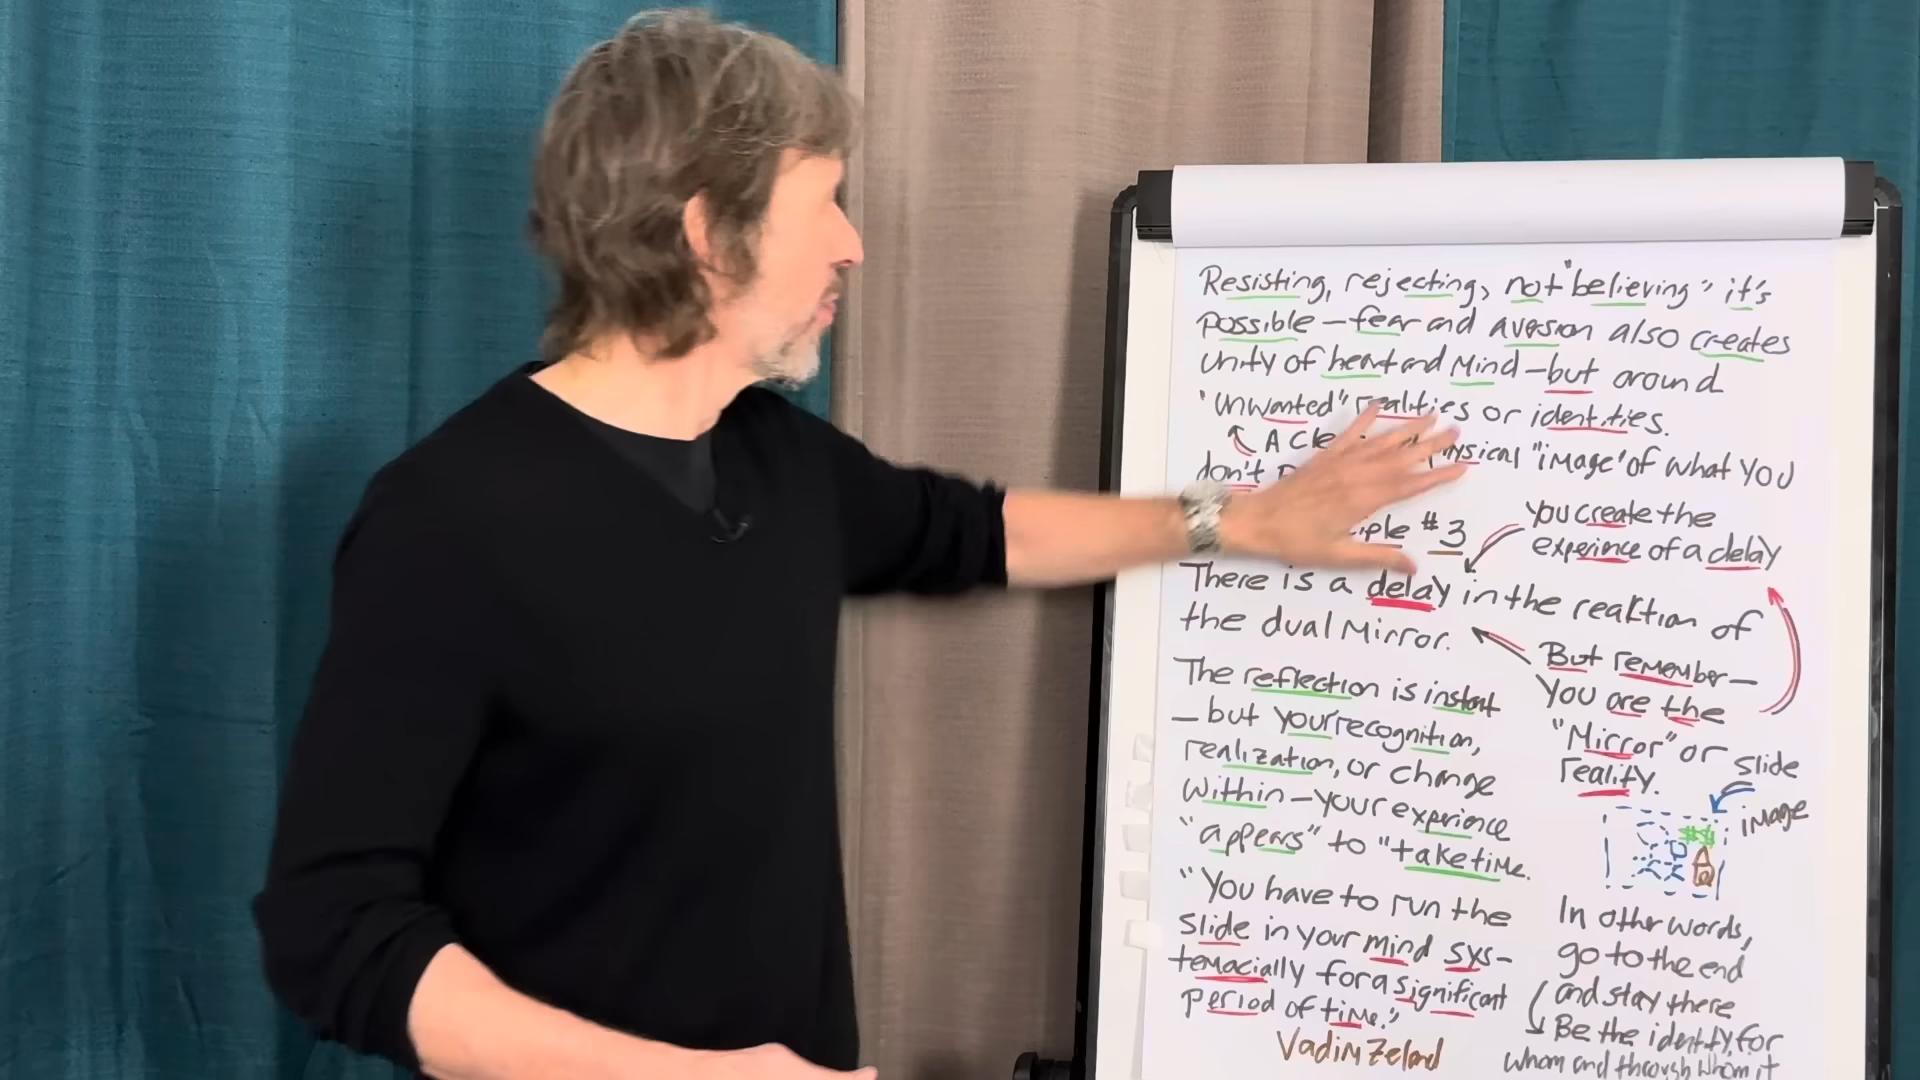 Resisting, rejecting, not "believing" it's
possible – fear and aversion also creates
unity of heart and Mind – but around
"unwanted" realities or identities.
A physical "image" of what you
don't
#3
You create the
experience of a delay
There is a delay in the reaktion of
the dual Mirror.
But remember –
you are the
"Mirror" or
reality.
slide
image
The reflection is instant
– but your recognition,
realization, or change
within – your experience
"appears" to "take time.
"You have to run the
slide in your mind sys-
temacially for a significant
period of time."
Vadim Zeland
In other words,
go to the end
and stay there
Be the identity for
whom and through whom it